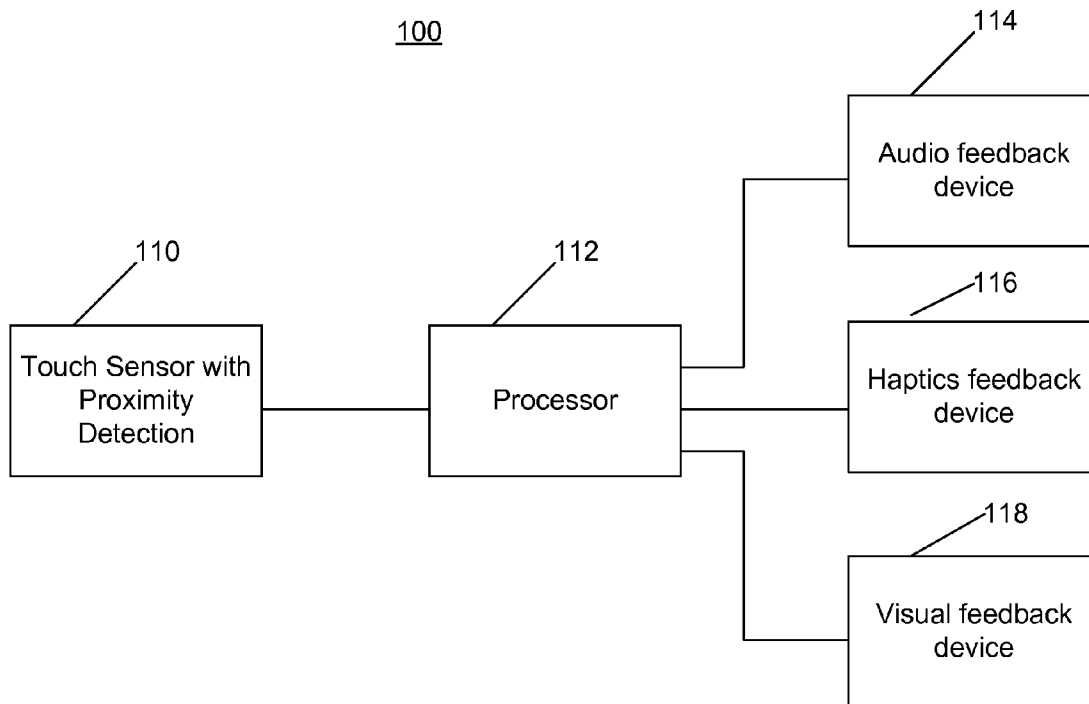 100
114
Audio feedback
device
110
112
116
Touch Sensor with
Proximity
Detection
Processor
Haptics feedback
device
118
Visual feedback
device